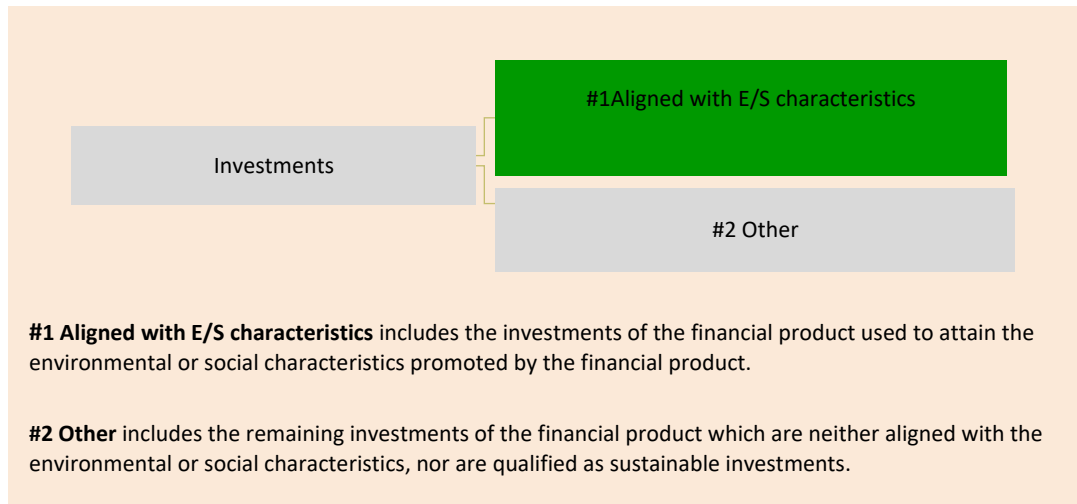 #1Aligned with E/S characteristics
Investments
#2 Other
#1 Aligned with E/S characteristics includes the investments of the financial product used to attain the
environmental or social characteristics promoted by the financial product.
#2 Other includes the remaining investments of the financial product which are neither aligned with the
environmental or social characteristics, nor are qualified as sustainable investments.